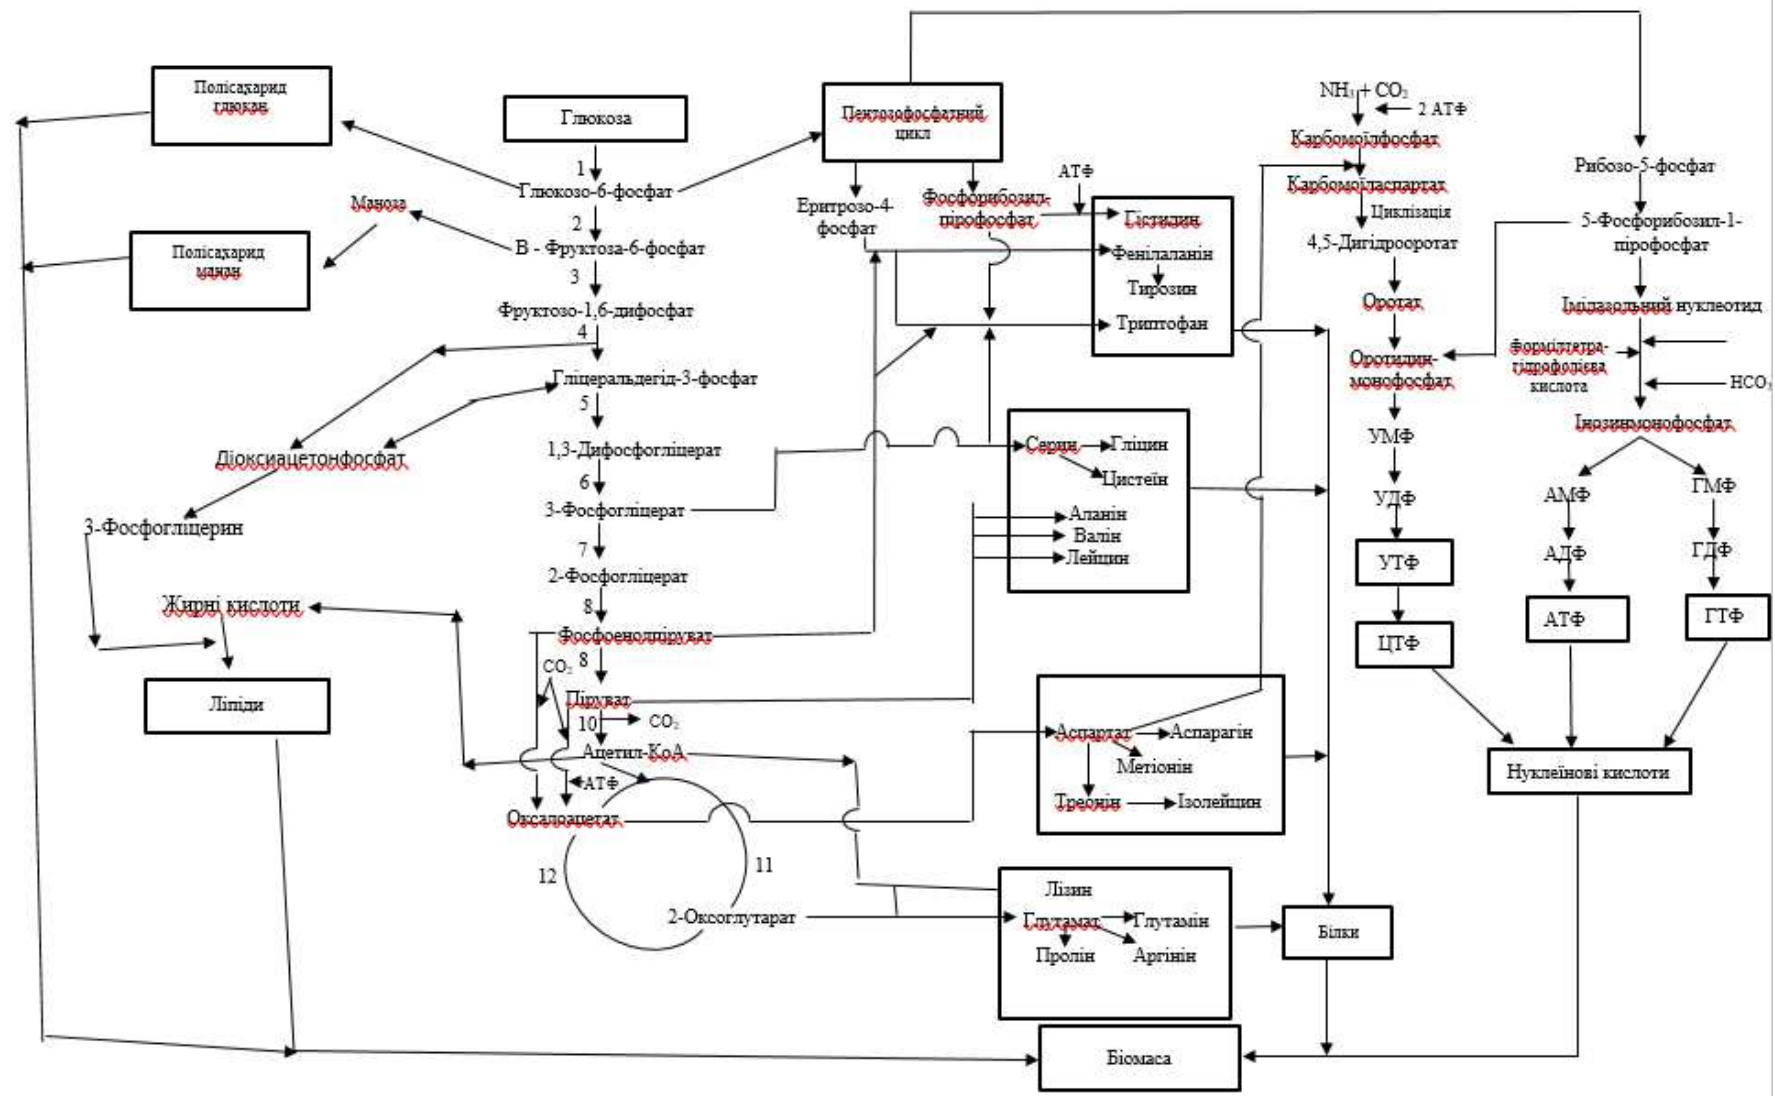 Полісахарид
глюкан
Глюкоза
Пентозофосфатний
цикл
NH₃ + CO₂
2 АТФ
Карбомоїлфосфат
1
Глюкозо-6-фосфат
АТФ
Карбомоїласпартат
Рибозо-5-фосфат
Маноза
2
Еритрозо-4-
фосфат
Фосфорибозил-
пірофосфат
Гістидин
Циклізація
5-Фосфорибозил-1-
пірофосфат
Полісахарид
манан
В - Фруктоза-6-фосфат
Фенілаланін
4,5-Дигідрооротат
3
Тирозин
Оротат
Імідазольний нуклеотид
Фруктозо-1,6-дифосфат
Триптофан
4
Оротидин-
монофосфат
Формілтетра-
гідрофолієва
кислота
HCO₃
Гліцеральдегід-3-фосфат
5
Інозинмонофосфат
Діоксиацетонфосфат
1,3-Дифосфогліцерат
Серин
Гліцин
УМФ
6
Цистеїн
УДФ
АМФ
ГМФ
3-Фосфогліцерин
3-Фосфогліцерат
Аланін
Валін
Лейцин
7
АДФ
ГДФ
2-Фосфогліцерат
УТФ
Жирні кислоти
8
АТФ
ГТФ
Фосфоенолпіруват
ЦТФ
CO₂
8
Ліпіди
Піруват
10
CO₂
Аспартат
Аспарагін
Ацетил-КоА
Метіонін
Нуклеїнові кислоти
АТФ
Треонін
Ізолейцин
Оксалоацетат
12
11
Лізин
2-Оксоглутарат
Глутамат
Глутамін
Білки
Пролін
Аргінін
Біомаса